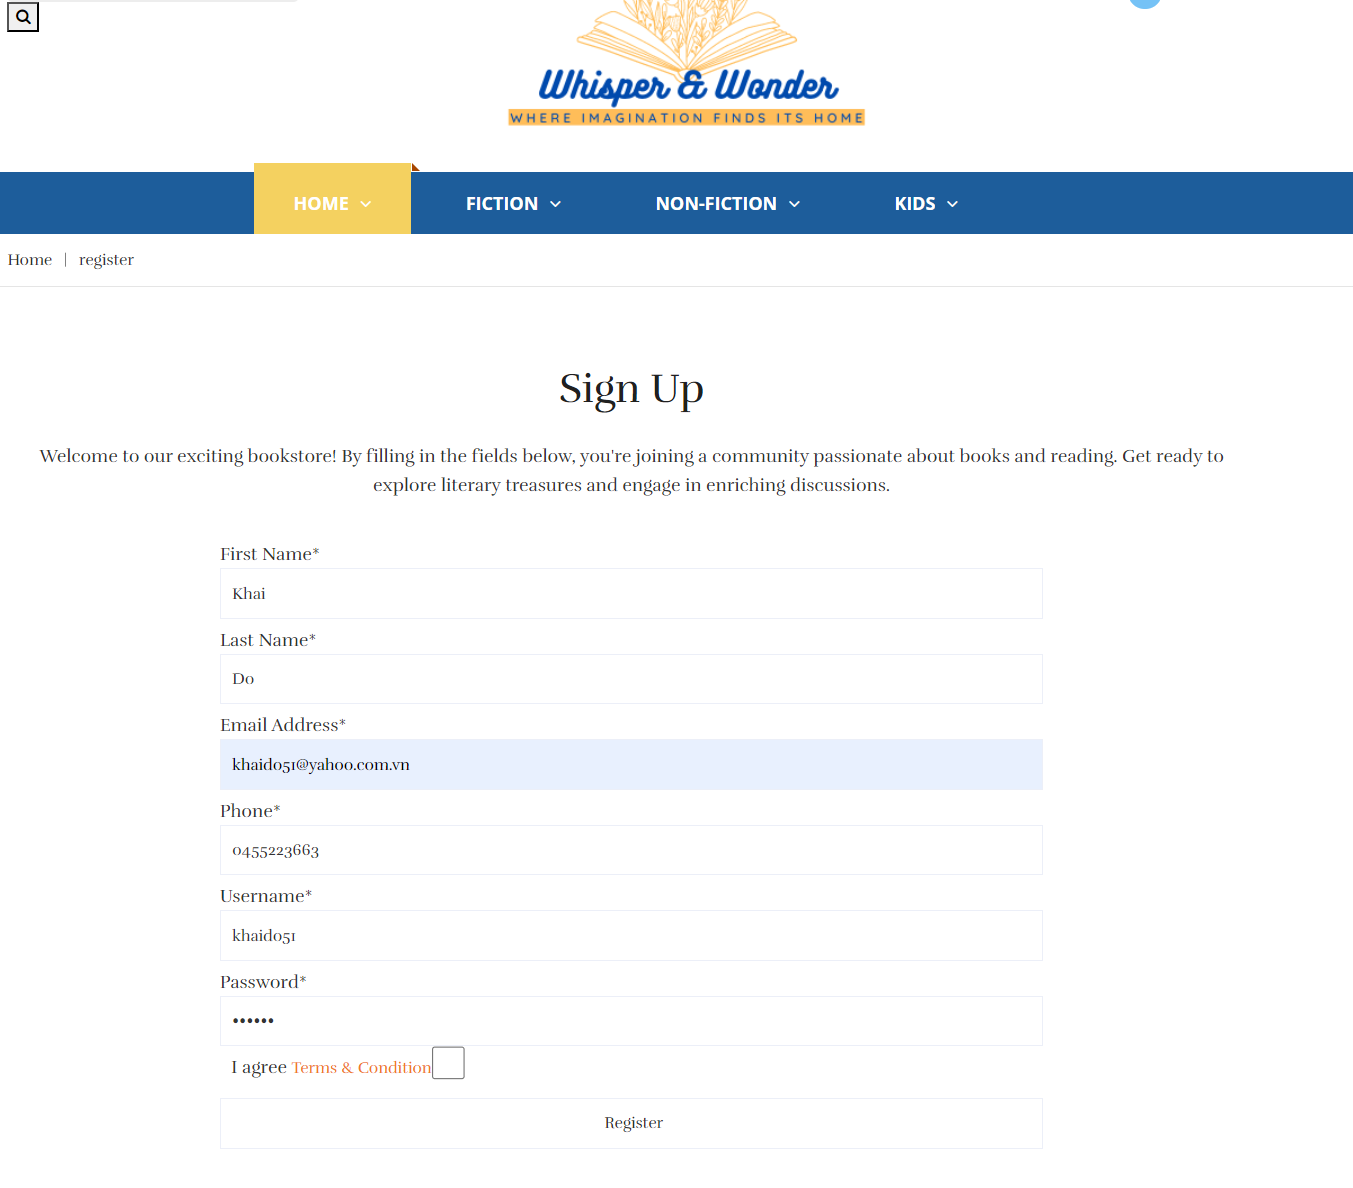 Whisper & Wonder
WHERE IMAGINATION FINDS ITS HOME
HOME FICTION NON-FICTION KIDS
Home | register
Sign Up
Welcome to our exciting bookstore! By filling in the fields below, you're joining a community passionate about books and reading. Get ready to
explore literary treasures and engage in enriching discussions.
First Name*
Khai
Last Name*
Do
Email Address*
khaido51@yahoo.com.vn
Phone*
0455223663
Username*
khaido51
Password*
••••••
I agree Terms & Condition
Register